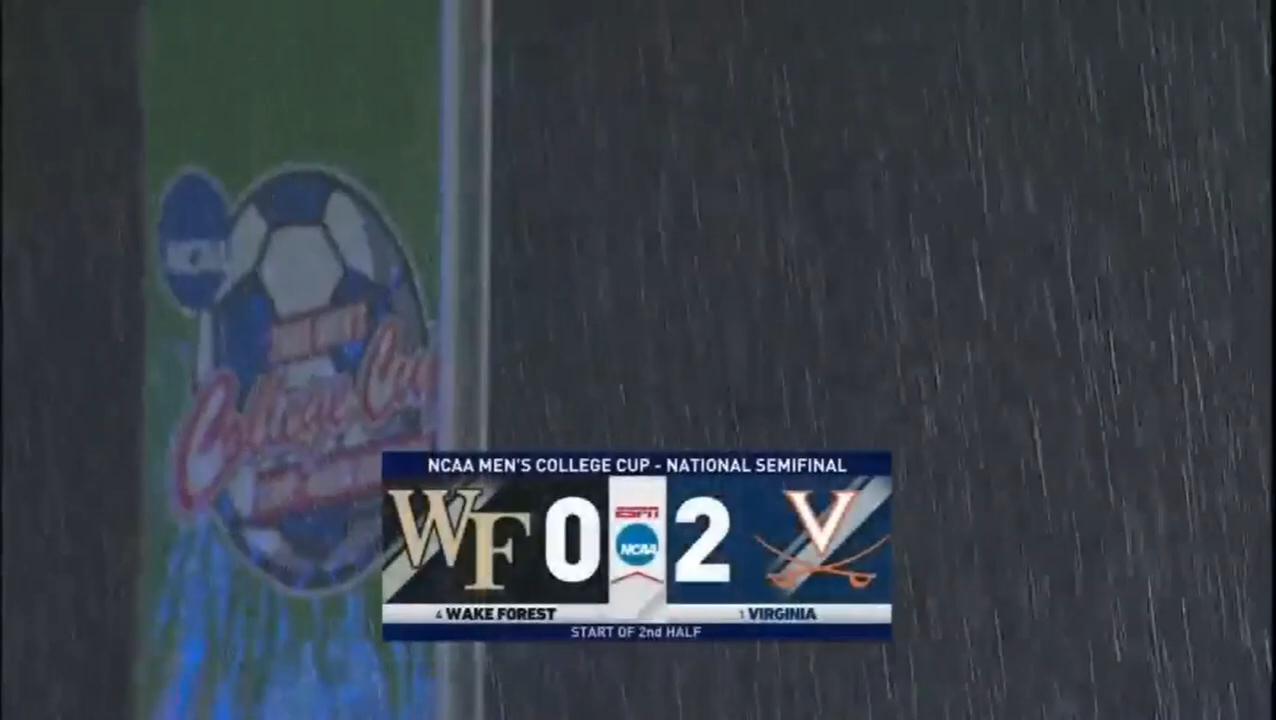 College Cup
NCAA MEN'S COLLEGE CUP - NATIONAL SEMIFINAL
WF 0 ESPN 2 V
NCAA
4 WAKE FOREST 1 VIRGINIA
START OF 2nd HALF